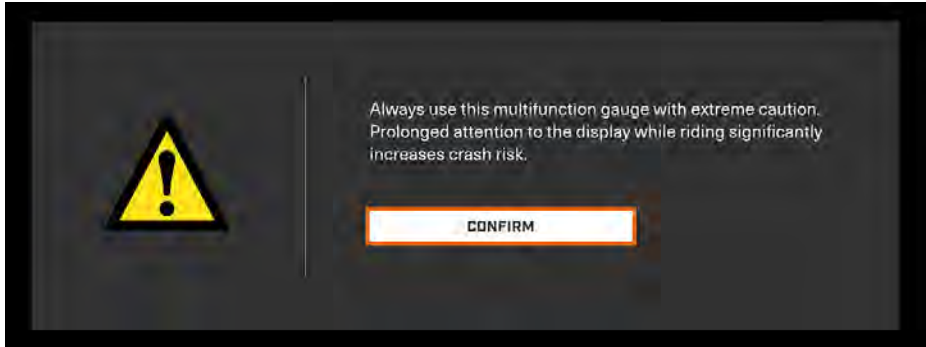 Always use this multifunction gauge with extreme caution.
Prolonged attention to the display while riding significantly
increases crash risk.
CONFIRM